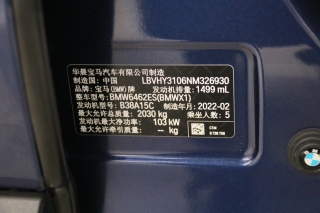 华晨宝马汽车有限公司制造
制造国：中国 LBVHY3106NM326930
品牌：宝马(BMW)牌 发动机排量：1499 mL
整车型号：BMW6462ES(BMWX1)
发动机型号：B38A15C 制造年月：2022-02
最大允许总质量：2030 kg 乘坐人数：5
发动机最大净功率：103 kW
最大允许牵引质量：-- kg
BMW